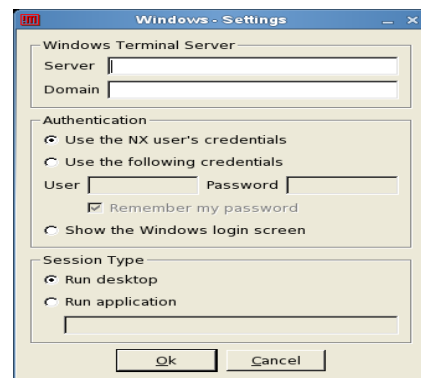 Windows - Settings
Windows Terminal Server
Server
Domain
Authentication
Use the NX user's credentials
Use the following credentials
User Password
Remember my password
Show the Windows login screen
Session Type
Run desktop
Run application
Ok Cancel